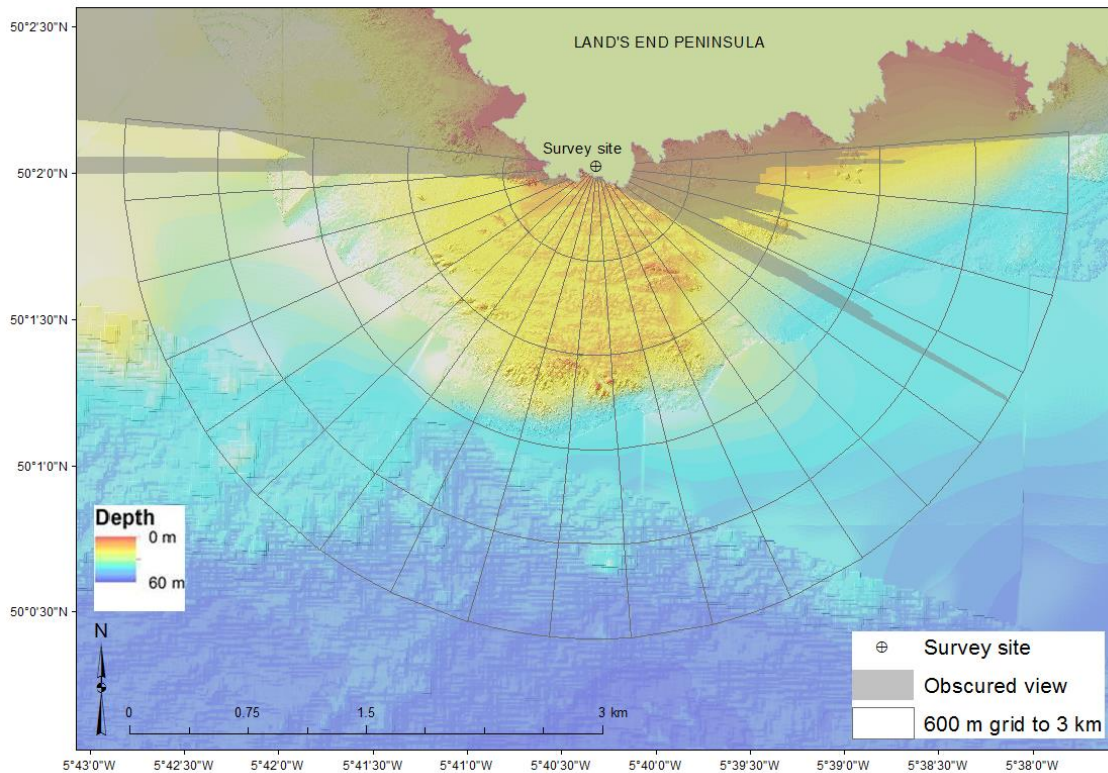 50°2'30"N
LAND'S END PENINSULA
Survey site
50°2'0"N
50°1'30"N
50°1'0"N
Depth
0 m
60 m
50°0'30"N
N
0 0.75 1.5 3 km
Survey site
Obscured view
600 m grid to 3 km
5°43'0"W 5°42'30"W 5°42'0"W 5°41'30"W 5°41'0"W 5°40'30"W 5°40'0"W 5°39'30"W 5°39'0"W 5°38'30"W 5°38'0"W